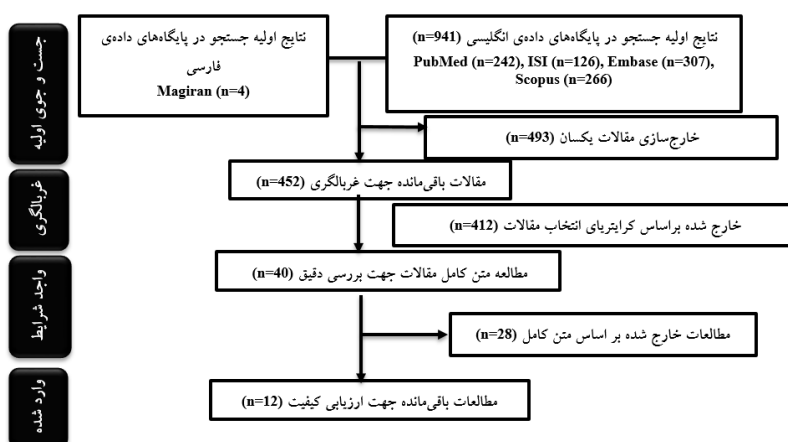 جست و جوی اولیه
نتایج اولیه جستجو در پایگاه‌های داده‌ی انگلیسی (n=941)
PubMed (n=242), ISI (n=126), Embase (n=307),
Scopus (n=266)
نتایج اولیه جستجو در پایگاه‌های داده‌ی
فارسی
Magiran (n=4)
خارج‌سازی مقالات یکسان (n=493)
غربالگری
مقالات باقی‌مانده جهت غربالگری (n=452)
خارج شده براساس کرایتریای انتخاب مقالات (n=412)
واجد شرایط
مطالعه متن کامل مقالات جهت بررسی دقیق (n=40)
مطالعات خارج شده بر اساس متن کامل (n=28)
وارد شده
مطالعات باقی‌مانده جهت ارزیابی کیفیت (n=12)